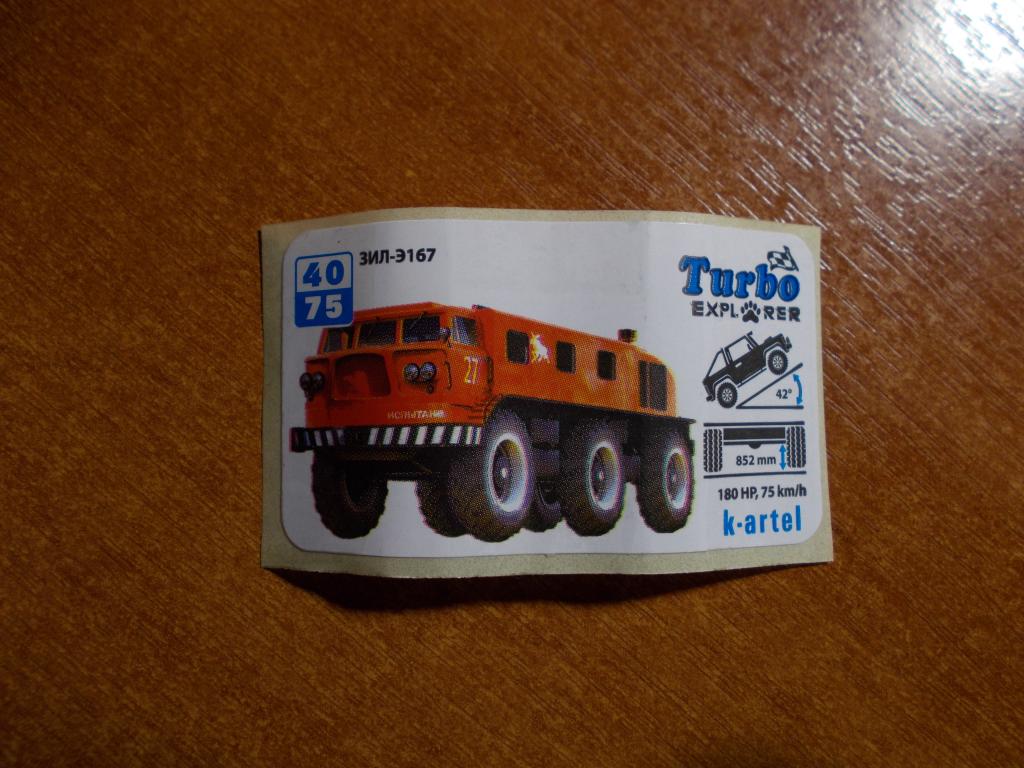 40
75
ЗИЛ-Э167
Turbo
EXPLORER
27
ИСПЫТАНИЯ
42°
852 mm
180 HP, 75 km/h
k·artel